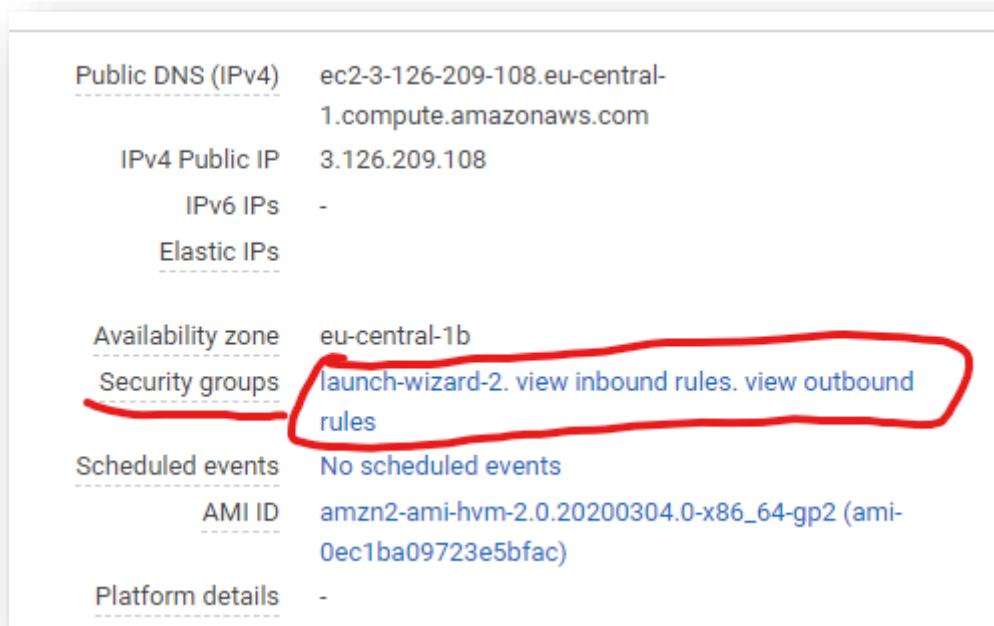 Public DNS (IPv4) ec2-3-126-209-108.eu-central-
1.compute.amazonaws.com
IPv4 Public IP 3.126.209.108
IPv6 IPs -
Elastic IPs
Availability zone eu-central-1b
Security groups launch-wizard-2. view inbound rules. view outbound
rules
Scheduled events No scheduled events
AMI ID amzn2-ami-hvm-2.0.20200304.0-x86_64-gp2 (ami-
0ec1ba09723e5bfac)
Platform details -